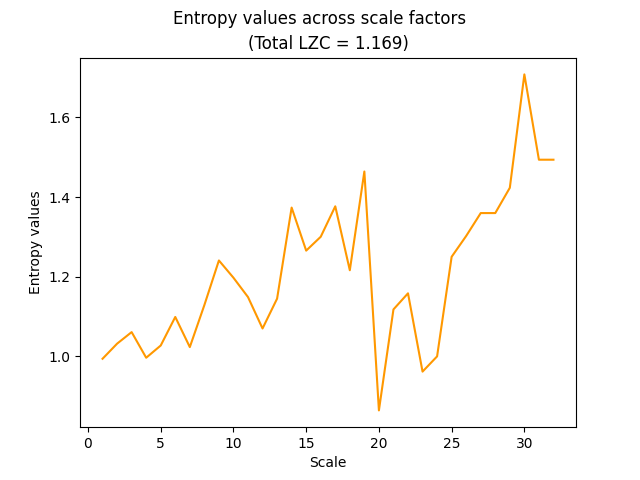 Entropy values across scale factors
(Total LZC = 1.169)
Entropy values
1.6
1.4
1.2
1.0
0
5
10
15
20
25
30
Scale